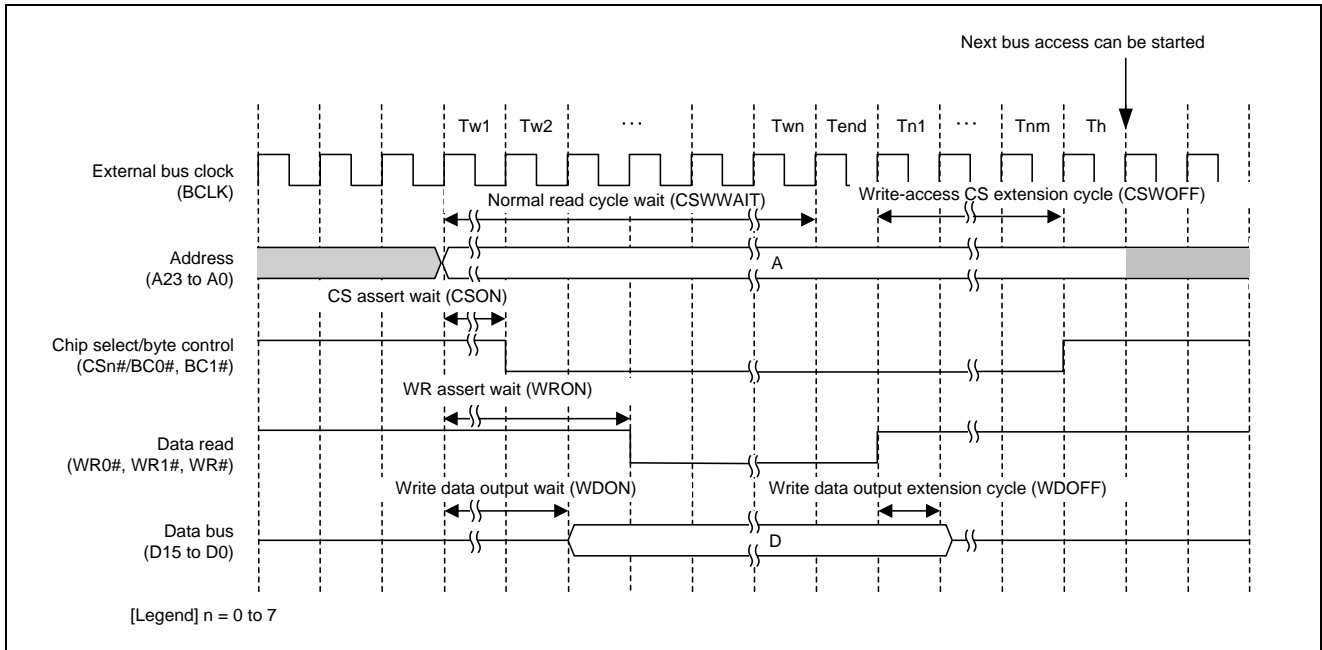 Next bus access can be started
Tw1 Tw2 ··· Twn Tend Tn1 ··· Tnm Th
External bus clock
(BCLK)
Normal read cycle wait (CSWWAIT)
Write-access CS extension cycle (CSWOFF)
Address
(A23 to A0)
A
CS assert wait (CSON)
Chip select/byte control
(CSn#/BC0#, BC1#)
WR assert wait (WRON)
Data read
(WR0#, WR1#, WR#)
Write data output wait (WDON)
Write data output extension cycle (WDOFF)
Data bus
(D15 to D0)
D
[Legend] n = 0 to 7